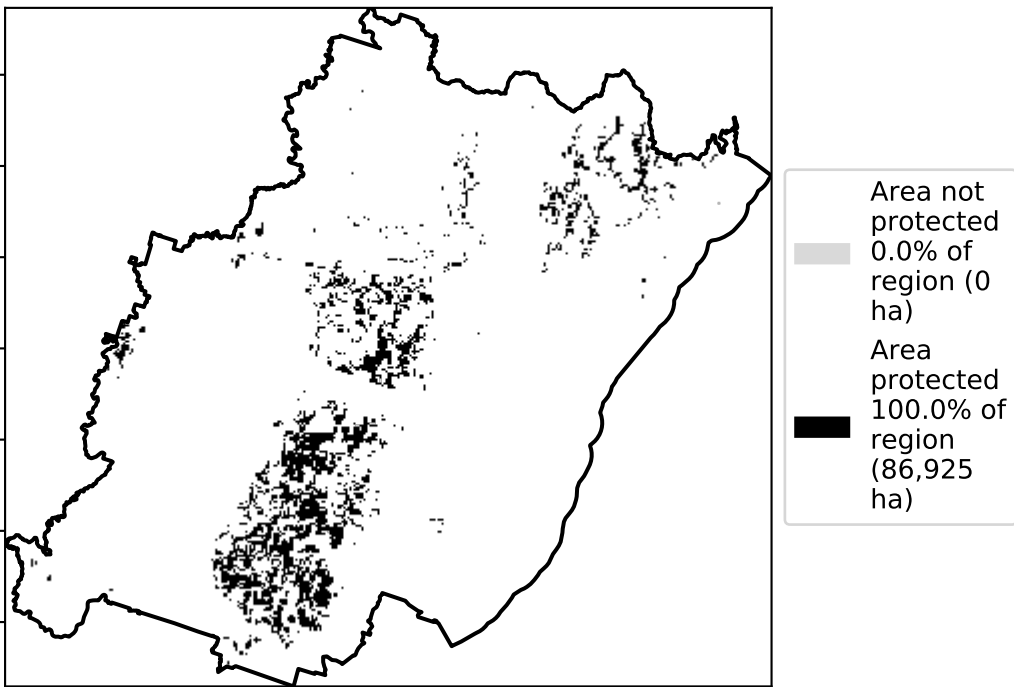 Area not
protected
0.0% of
region (0
ha)
Area
protected
100.0% of
region
(86,925
ha)